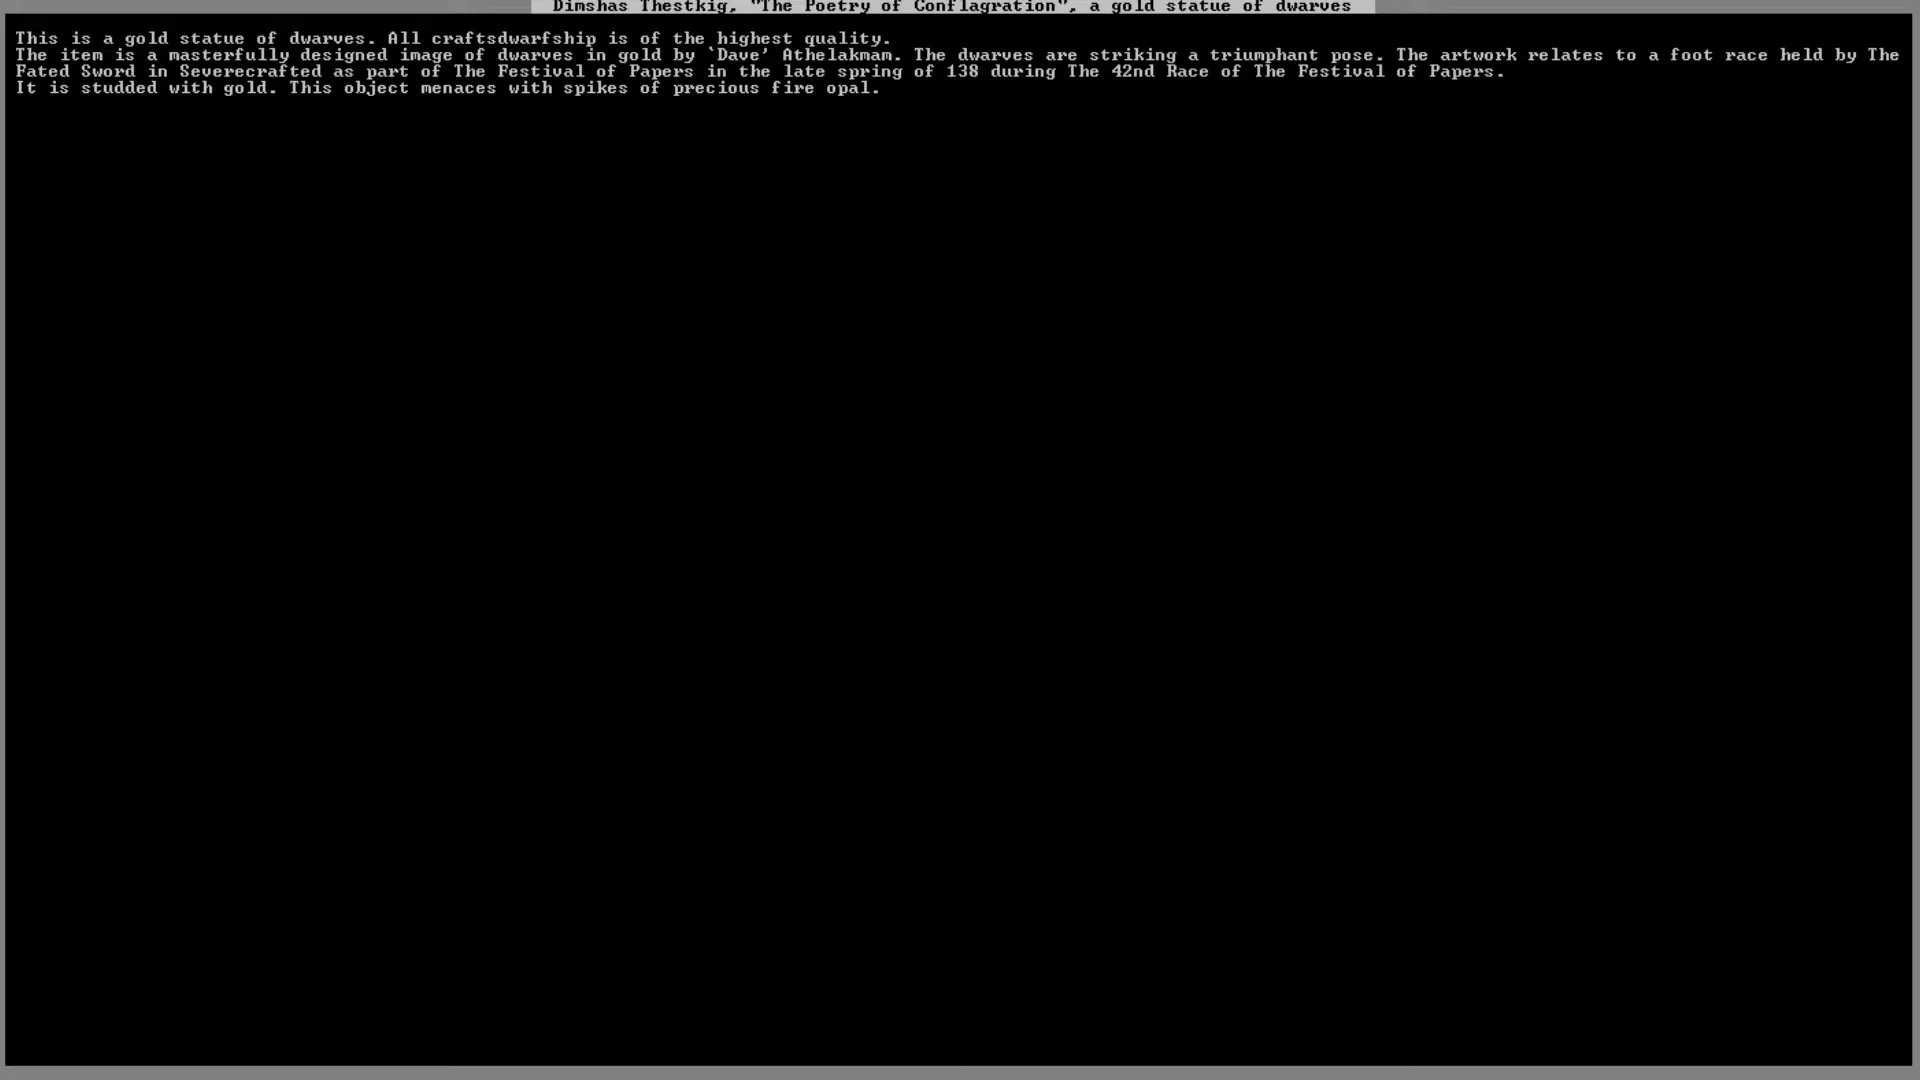 Dimshas Thestkig, "The Poetry of Conflagration", a gold statue of dwarves
This is a gold statue of dwarves. All craftsdwarfship is of the highest quality.
The item is a masterfully designed image of dwarves in gold by `Dave' Athelakmam. The dwarves are striking a triumphant pose. The artwork relates to a foot race held by The
Fated Sword in Severecrafted as part of The Festival of Papers in the late spring of 138 during The 42nd Race of The Festival of Papers.
It is studded with gold. This object menaces with spikes of precious fire opal.